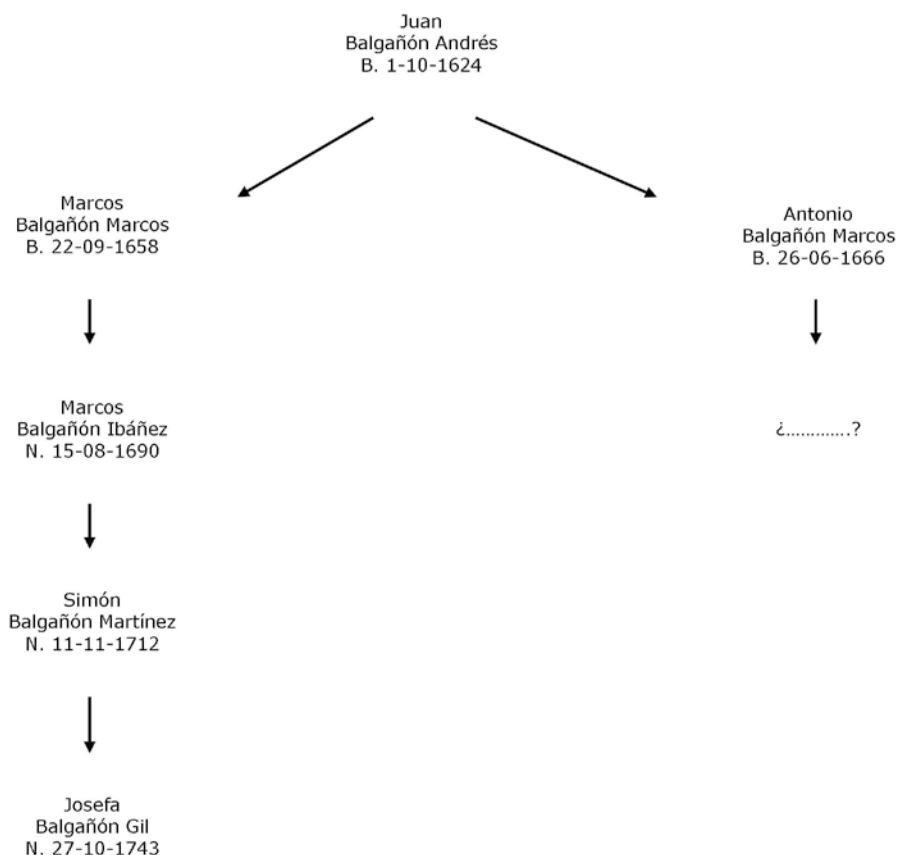 Juan
Balgañón Andrés
B. 1-10-1624
Marcos
Balgañón Marcos
B. 22-09-1658
Antonio
Balgañón Marcos
B. 26-06-1666
Marcos
Balgañón Ibáñez
N. 15-08-1690
¿.............?
Simón
Balgañón Martínez
N. 11-11-1712
Josefa
Balgañón Gil
N. 27-10-1743